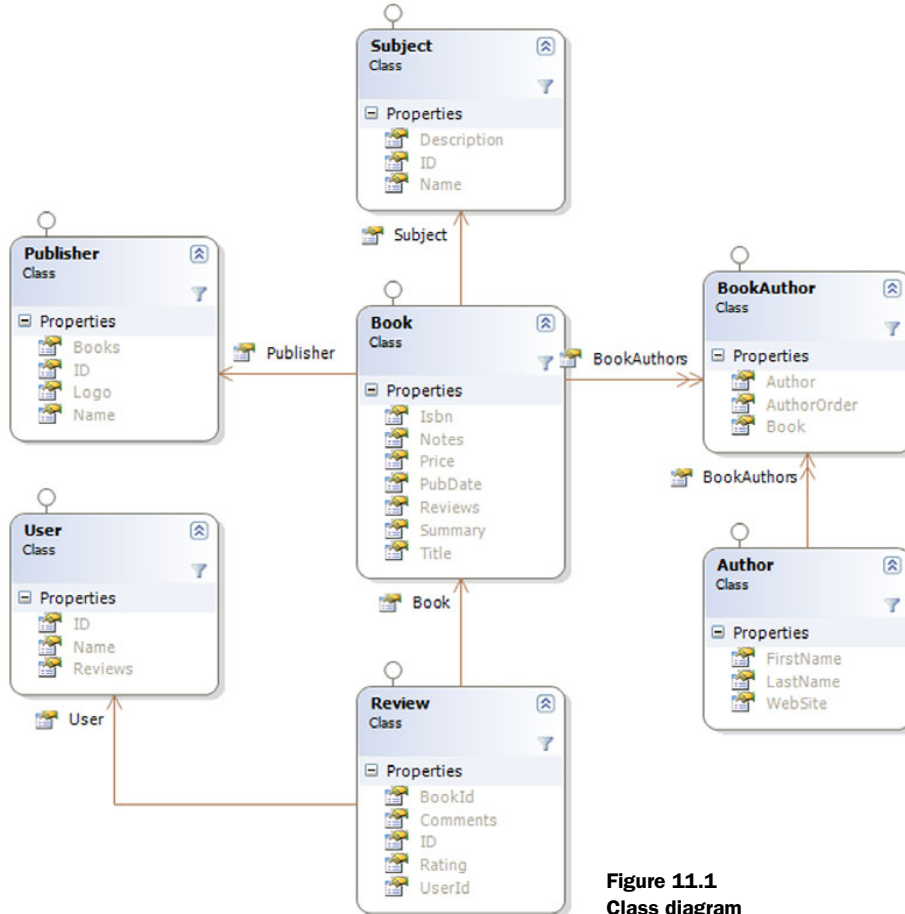 Subject
Class
Properties
Description
ID
Name
Subject
Publisher
Class
Properties
Books
ID
Logo
Name
Publisher
Book
Class
Properties
Isbn
Notes
Price
PubDate
Reviews
Summary
Title
BookAuthors
BookAuthor
Class
Properties
Author
AuthorOrder
Book
BookAuthors
User
Class
Properties
ID
Name
Reviews
User
Book
Author
Class
Properties
FirstName
LastName
WebSite
Review
Class
Properties
BookId
Comments
ID
Rating
UserId
Figure 11.1
Class diagram